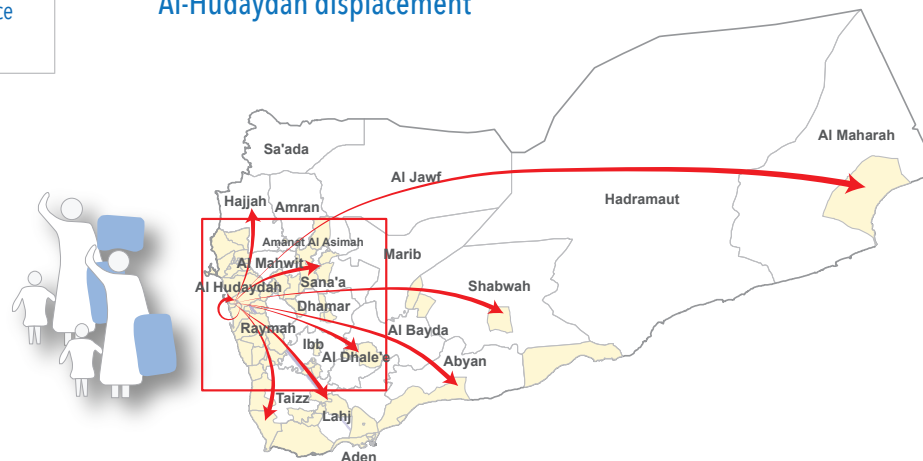 ce
Al-Hudaydah displacement
Al Maharah
Sa'ada
Al Jawf
Hajjah
Amran
Hadramaut
Amanat Al Asimah
Marib
Al Mahwit
Sana'a
Al Hudaydah
Shabwah
Dhamar
Raymah
Al Bayda
Ibb
Al Dhale'e
Abyan
Taizz
Lahj
Aden